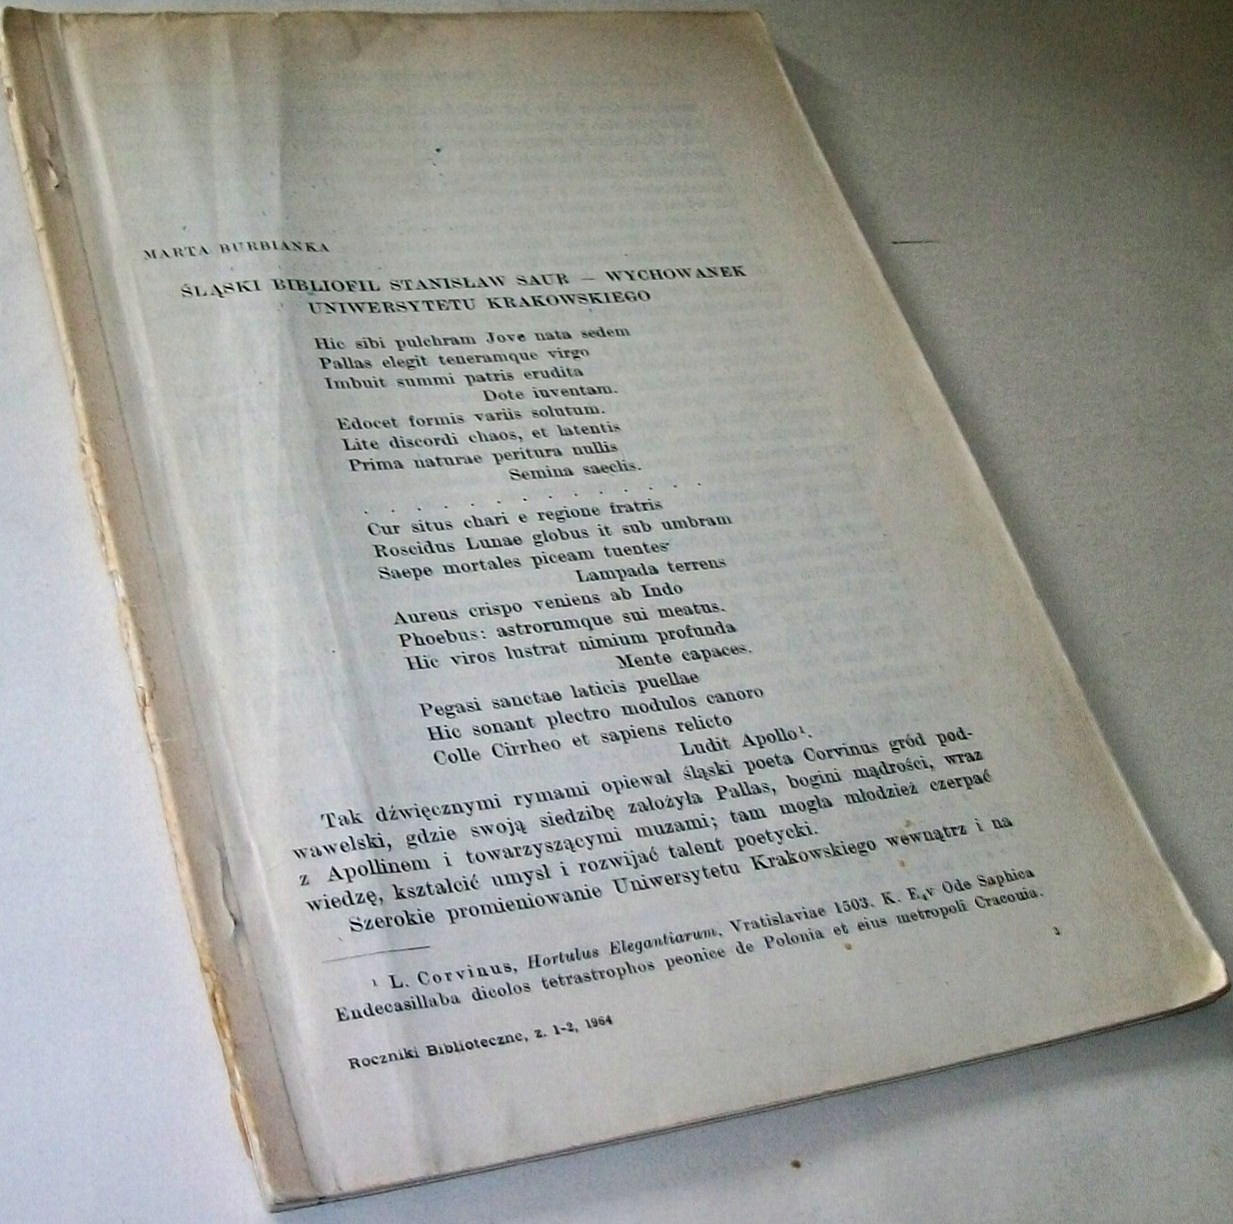 MARTA BURBIANKA
ŚLĄSKI BIBLIOFIL STANISŁAW SAUR — WYCHOWANEK
UNIWERSYTETU KRAKOWSKIEGO
Hic sibi pulchram Jove nata sedem
Pallas elegit teneramque virgo
Imbuit summi patris erudita
Dote iuventam.
Edocet formis variis solutum.
Lite discordi chaos, et latentis
Prima naturae peritura nullis
Semina saeclis.
. . . . . . . . . . . . .
Cur situs chari e regione fratris
Roscidus Lunae globus it sub umbram
Saepe mortales piceam tuentes
Lampada terrens
Aureus crispo veniens ab Indo
Phoebus: astrorumque sui meatus.
Hic viros lustrat nimium profunda
Mente capaces.
Pegasi sanctae laticis puellae
Hic sonant plectro modulos canoro
Colle Cirrheo et sapiens relicto
Ludit Apollo¹.
Tak dźwięcznymi rymami opiewał śląski poeta Corvinus gród pod-
wawelski, gdzie swoją siedzibę założyła Pallas, bogini mądrości, wraz
z Apollinem i towarzyszącymi muzami; tam mogła młodzież czerpać
wiedzę, kształcić umysł i rozwijać talent poetycki.
Szerokie promieniowanie Uniwersytetu Krakowskiego wewnątrz i na
¹ L. Corvinus, Hortulus Elegantiarum, Vratislaviae 1503. K. E₄v Ode Saphica
Endecasillaba dicolos tetrastrophos peonice de Polonia et eius metropoli Cracouia.
Roczniki Biblioteczne, z. 1-2, 1964